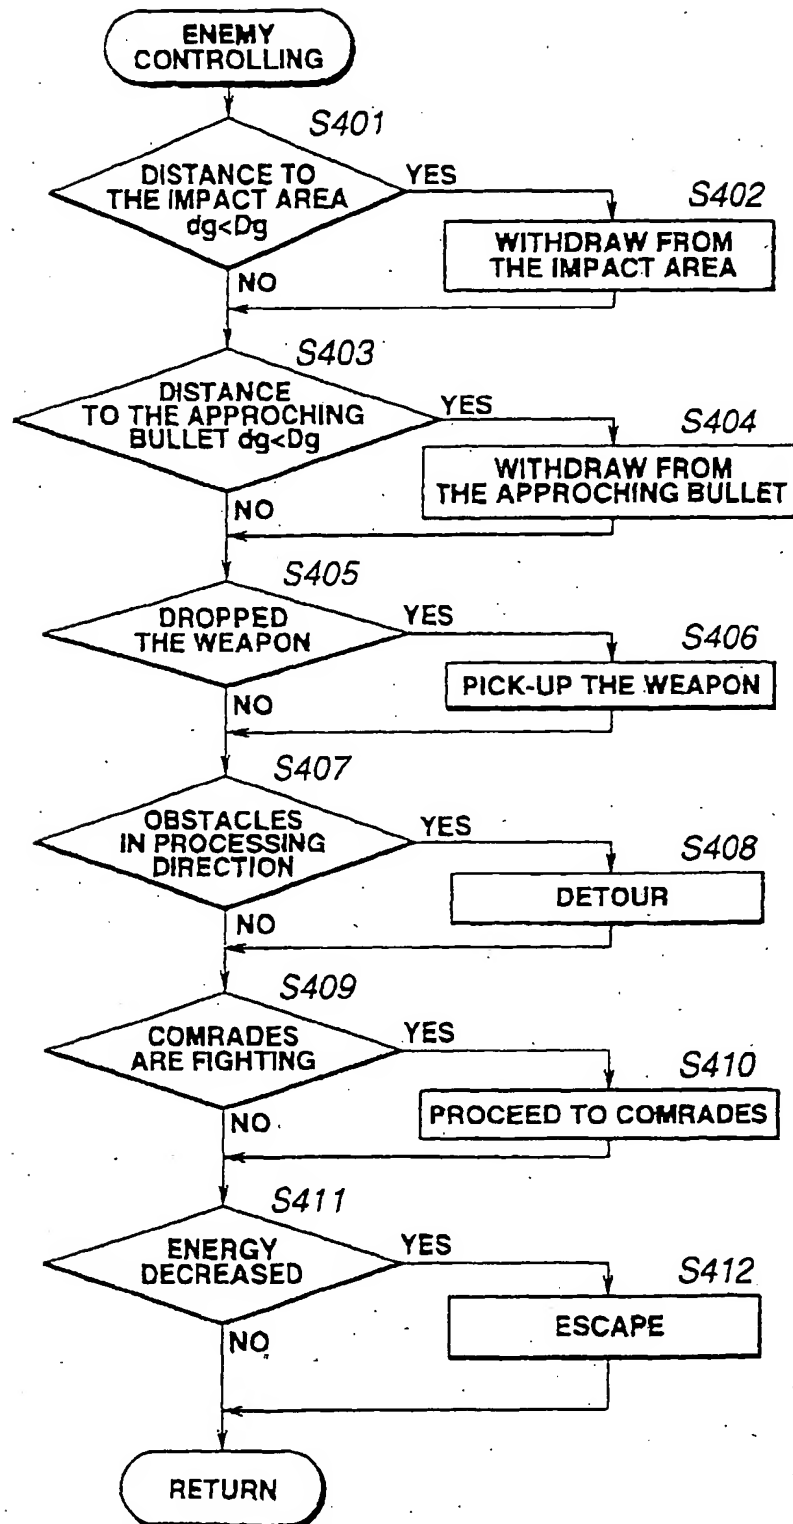 ENEMY
CONTROLLING
S401
DISTANCE TO
THE IMPACT AREA
dg<Dg
YES
S402
WITHDRAW FROM
THE IMPACT AREA
NO
S403
DISTANCE
TO THE APPROCHING
BULLET dg<Dg
YES
S404
WITHDRAW FROM
THE APPROCHING BULLET
NO
S405
DROPPED
THE WEAPON
YES
S406
PICK-UP THE WEAPON
NO
S407
OBSTACLES
IN PROCESSING
DIRECTION
YES
S408
DETOUR
NO
S409
COMRADES
ARE FIGHTING
YES
S410
PROCEED TO COMRADES
NO
S411
ENERGY
DECREASED
YES
S412
ESCAPE
NO
RETURN